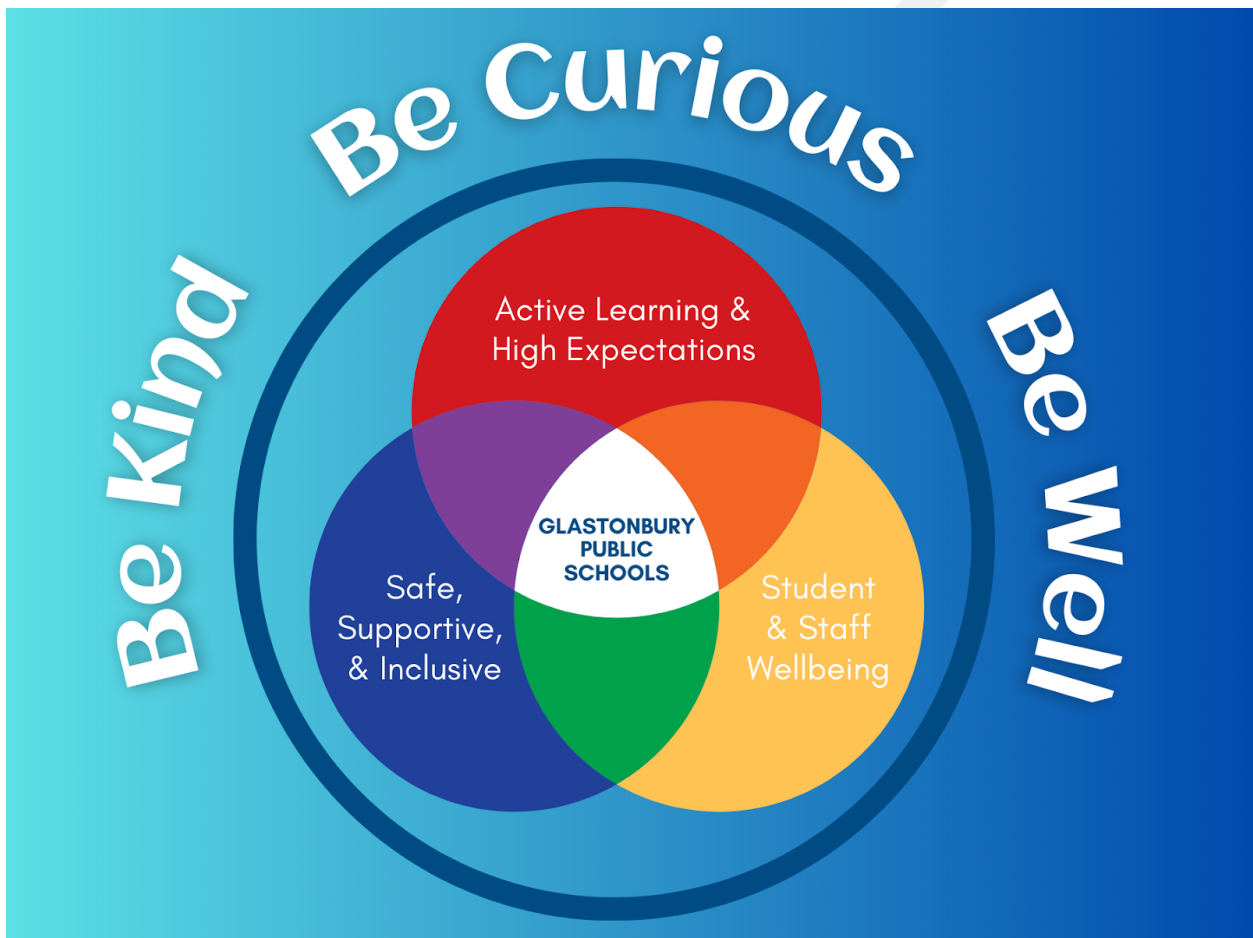 Be Kind
Be Curious
Be Well
Active Learning &
High Expectations
Safe,
Supportive,
& Inclusive
GLASTONBURY
PUBLIC
SCHOOLS
Student
& Staff
Wellbeing